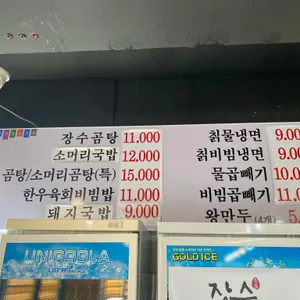 장수곰탕 11.000
소머리국밥 12.000
곰탕/소머리곰탕(특) 15.000
한우육회비빔밥 11.000
돼지국밥 9.000
칡물냉면 9.00
칡비빔냉면 9.00
물곱빼기 10.0
비빔곱빼기 11.0
왕만두 (4개) 5.
UNICOOLA
GOLD ICE
장수